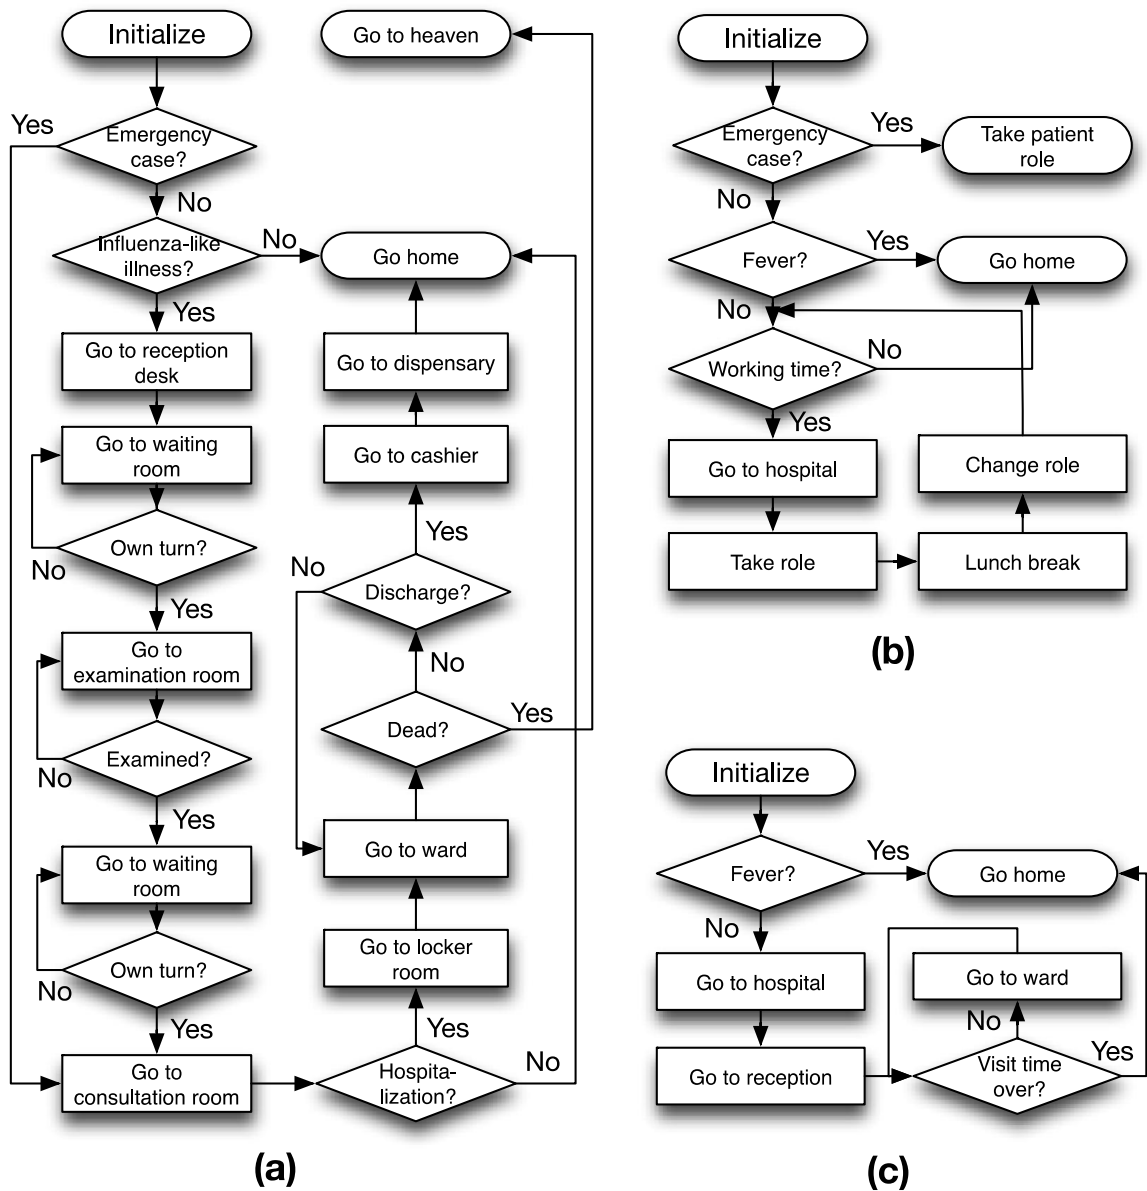 Initialize
Go to heaven
Yes
Emergency
case?
No
Influenza-like
illness?
No
Go home
Yes
Go to reception
desk
Go to dispensary
Go to waiting
room
Go to cashier
Own turn?
No
Yes
Yes
Go to
examination room
No
Discharge?
No
Examined?
No
Dead?
Yes
Yes
Go to waiting
room
Go to ward
Own turn?
No
Yes
Go to locker
room
Yes
Go to
consultation room
Hospita-
lization?
No
(a)
Initialize
Emergency
case?
Yes
Take patient
role
No
Fever?
Yes
Go home
No
Working time?
No
Yes
Go to hospital
Change role
Take role
Lunch break
(b)
Initialize
Fever?
Yes
Go home
No
Go to hospital
Go to ward
No
Go to reception
Visit time
over?
Yes
(c)